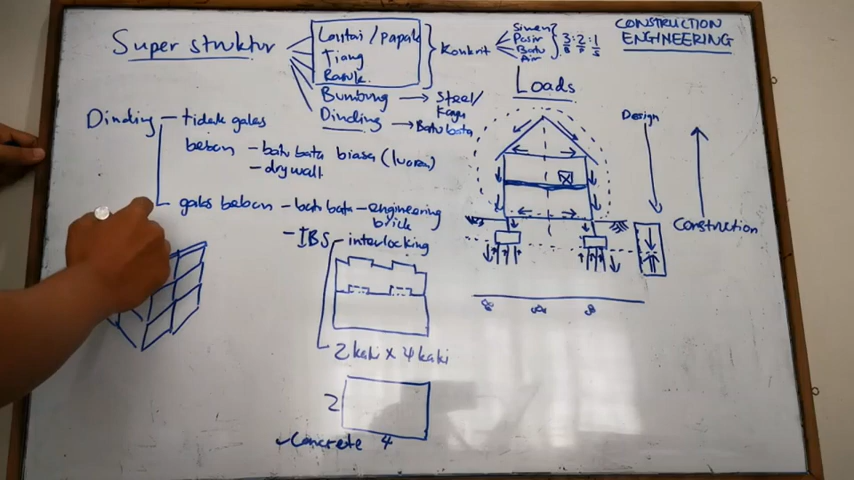 Super struktur
Lantai / papak
Tiang
Rasuk
Bumbung → Steel/
Kayu
Dinding → Batu bata
Konkrit
Simen
Pasir
Batu
Air
3:2:1
B P S
CONSTRUCTION
ENGINEERING
Loads
Dinding – tidak galas
beban – batu bata biasa (luaran)
– drywall
galas beban – batu bata – engineering
brick
– IBS interlocking
2 kaki × 4 kaki
2
Concrete 4
Design
Construction